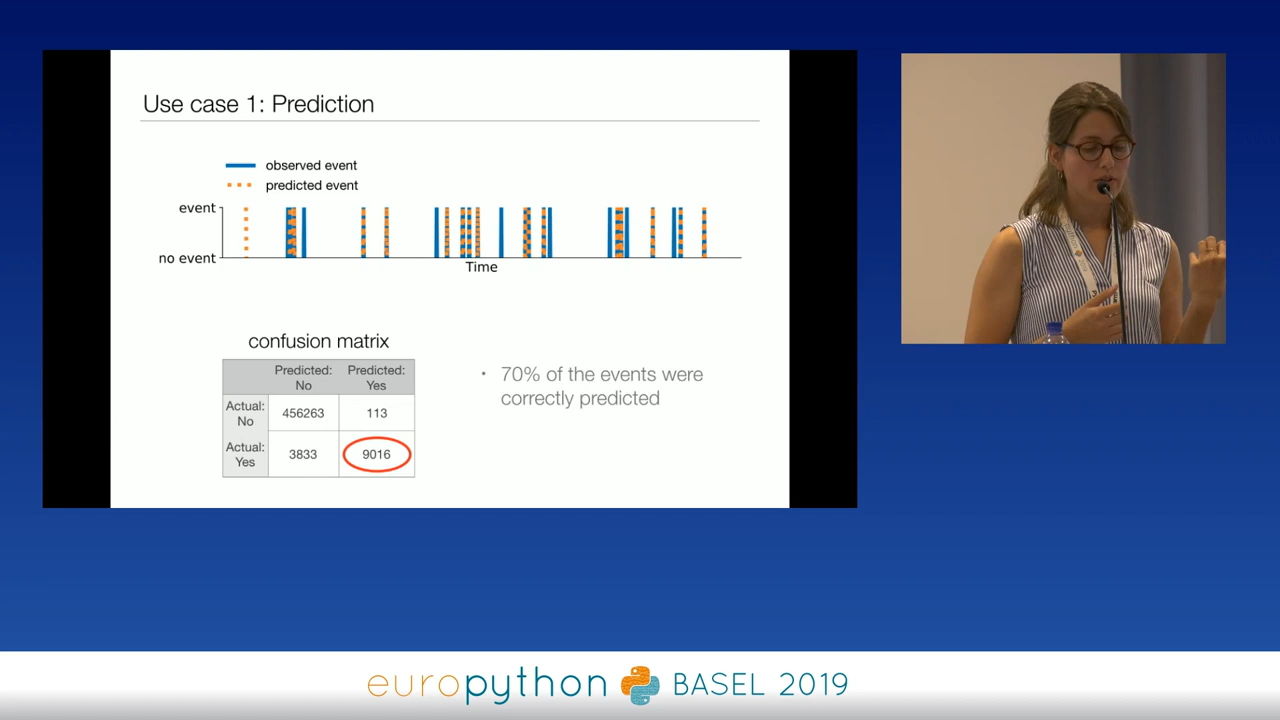 Use case 1: Prediction
observed event
predicted event
event
no event
Time
confusion matrix
Predicted: No
Predicted: Yes
Actual: No
456263
113
Actual: Yes
3833
9016
• 70% of the events were
correctly predicted
europython BASEL 2019